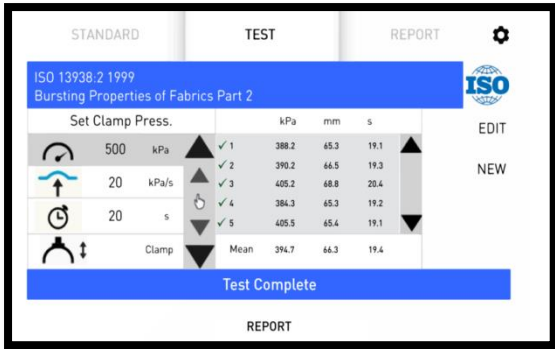 STANDARD TEST REPORT
ISO 13938:2 1999
Bursting Properties of Fabrics Part 2
ISO
Set Clamp Press.
500 kPa
20 kPa/s
20 s
Clamp
kPa mm s
✓ 1 388.2 65.3 19.1
✓ 2 390.2 66.5 19.3
✓ 3 405.2 68.8 20.4
✓ 4 384.3 65.3 19.2
✓ 5 405.5 65.4 19.1
Mean 394.7 66.3 19.4
EDIT
NEW
Test Complete
REPORT